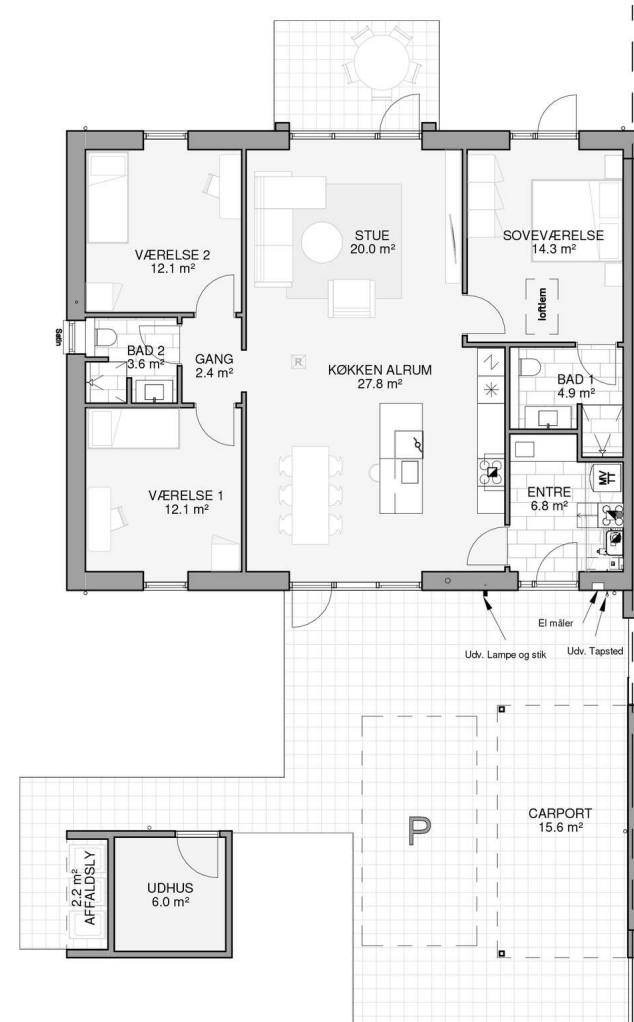 STUE
20.0 m²
SOVEVÆRELSE
14.3 m²
VÆRELSE 2
12.1 m²
loftlem
Satin
BAD 2
3.6 m²
GANG
2.4 m²
R
KØKKEN ALRUM
27.8 m²
BAD 1
4.9 m²
VÆRELSE 1
12.1 m²
ENTRE
6.8 m²
MV
TT
El måler
Udv. Lampe og stik
Udv. Tapsted
P
CARPORT
15.6 m²
2.2 m²
AFFALDSLY
UDHUS
6.0 m²